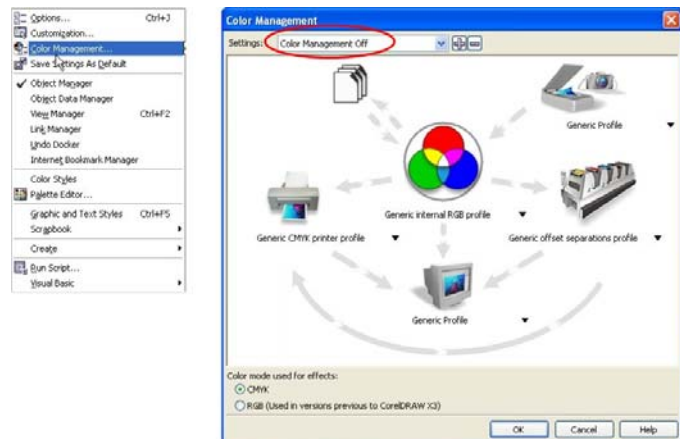 Options... Ctrl+J
Customization...
Color Management...
Save Settings As Default
Object Manager
Object Data Manager
View Manager Ctrl+F2
Link Manager
Undo Docker
Internet Bookmark Manager
Color Styles
Palette Editor...
Graphic and Text Styles Ctrl+F5
Scrapbook
Create
Run Script...
Visual Basic
Color Management
Settings: Color Management Off
Generic Profile
Generic internal RGB profile
Generic CMYK printer profile
Generic offset separations profile
Generic Profile
Color mode used for effects:
CMYK
RGB (Used in versions previous to CorelDRAW X3)
OK Cancel Help